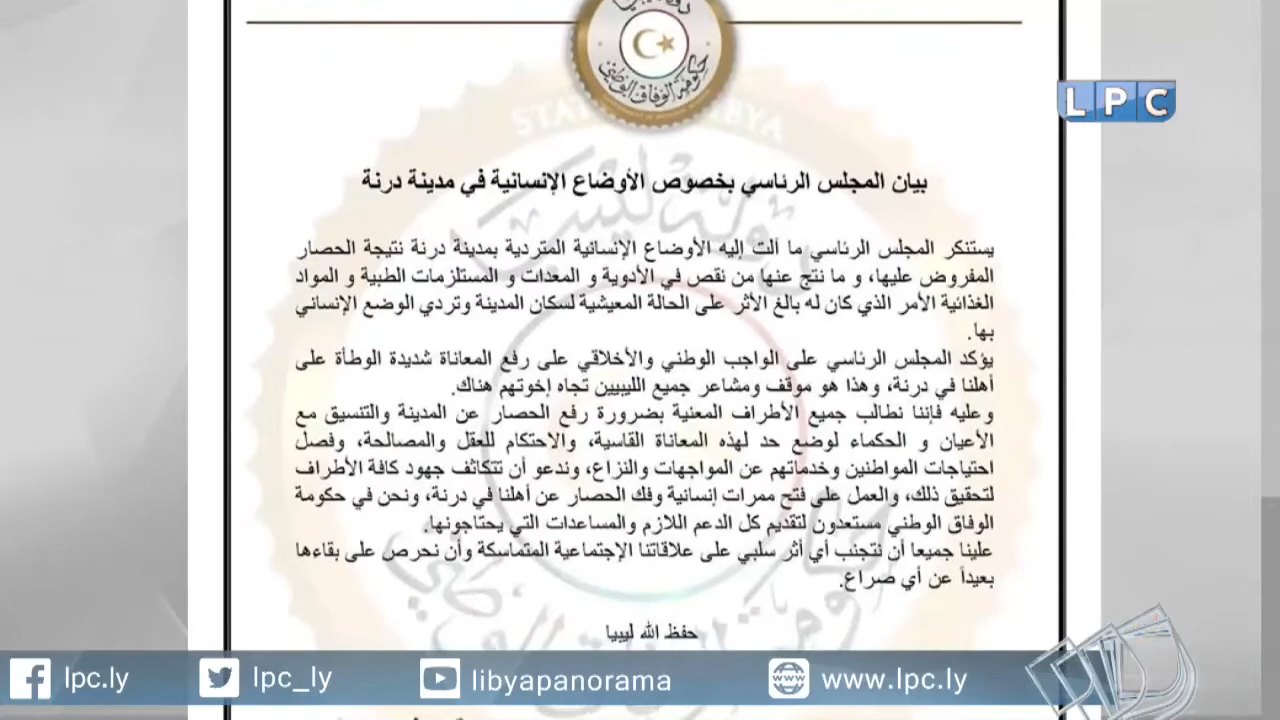 حكومة الوفاق الوطني
LPC
STATE
LIBYA
بيان المجلس الرئاسي بخصوص الأوضاع الإنسانية في مدينة درنة
يستنكر المجلس الرئاسي ما آلت إليه الأوضاع الإنسانية المتردية بمدينة درنة نتيجة الحصار
المفروض عليها، و ما نتج عنها من نقص في الأدوية و المعدات و المستلزمات الطبية و المواد
الغذائية الأمر الذي كان له بالغ الأثر على الحالة المعيشية لسكان المدينة وتردي الوضع الإنساني
بها.
يؤكد المجلس الرئاسي على الواجب الوطني والأخلاقي على رفع المعاناة شديدة الوطأة على
أهلنا في درنة، وهذا هو موقف ومشاعر جميع الليبيين تجاه إخوتهم هناك.
وعليه فإننا نطالب جميع الأطراف المعنية بضرورة رفع الحصار عن المدينة والتنسيق مع
الأعيان و الحكماء لوضع حد لهذه المعاناة القاسية، والاحتكام للعقل والمصالحة، وفصل
احتياجات المواطنين وخدماتهم عن المواجهات والنزاع، وندعو أن تتكاثف جهود كافة الأطراف
لتحقيق ذلك، والعمل على فتح ممرات إنسانية وفك الحصار عن أهلنا في درنة، ونحن في حكومة
الوفاق الوطني مستعدون لتقديم كل الدعم اللازم والمساعدات التي يحتاجونها.
علينا جميعا أن نتجنب أي أثر سلبي على علاقاتنا الإجتماعية المتماسكة وأن نحرص على بقاءها
بعيداً عن أي صراع.
حفظ الله ليبيا
lpc.ly
lpc_ly
libyapanorama
www.lpc.ly